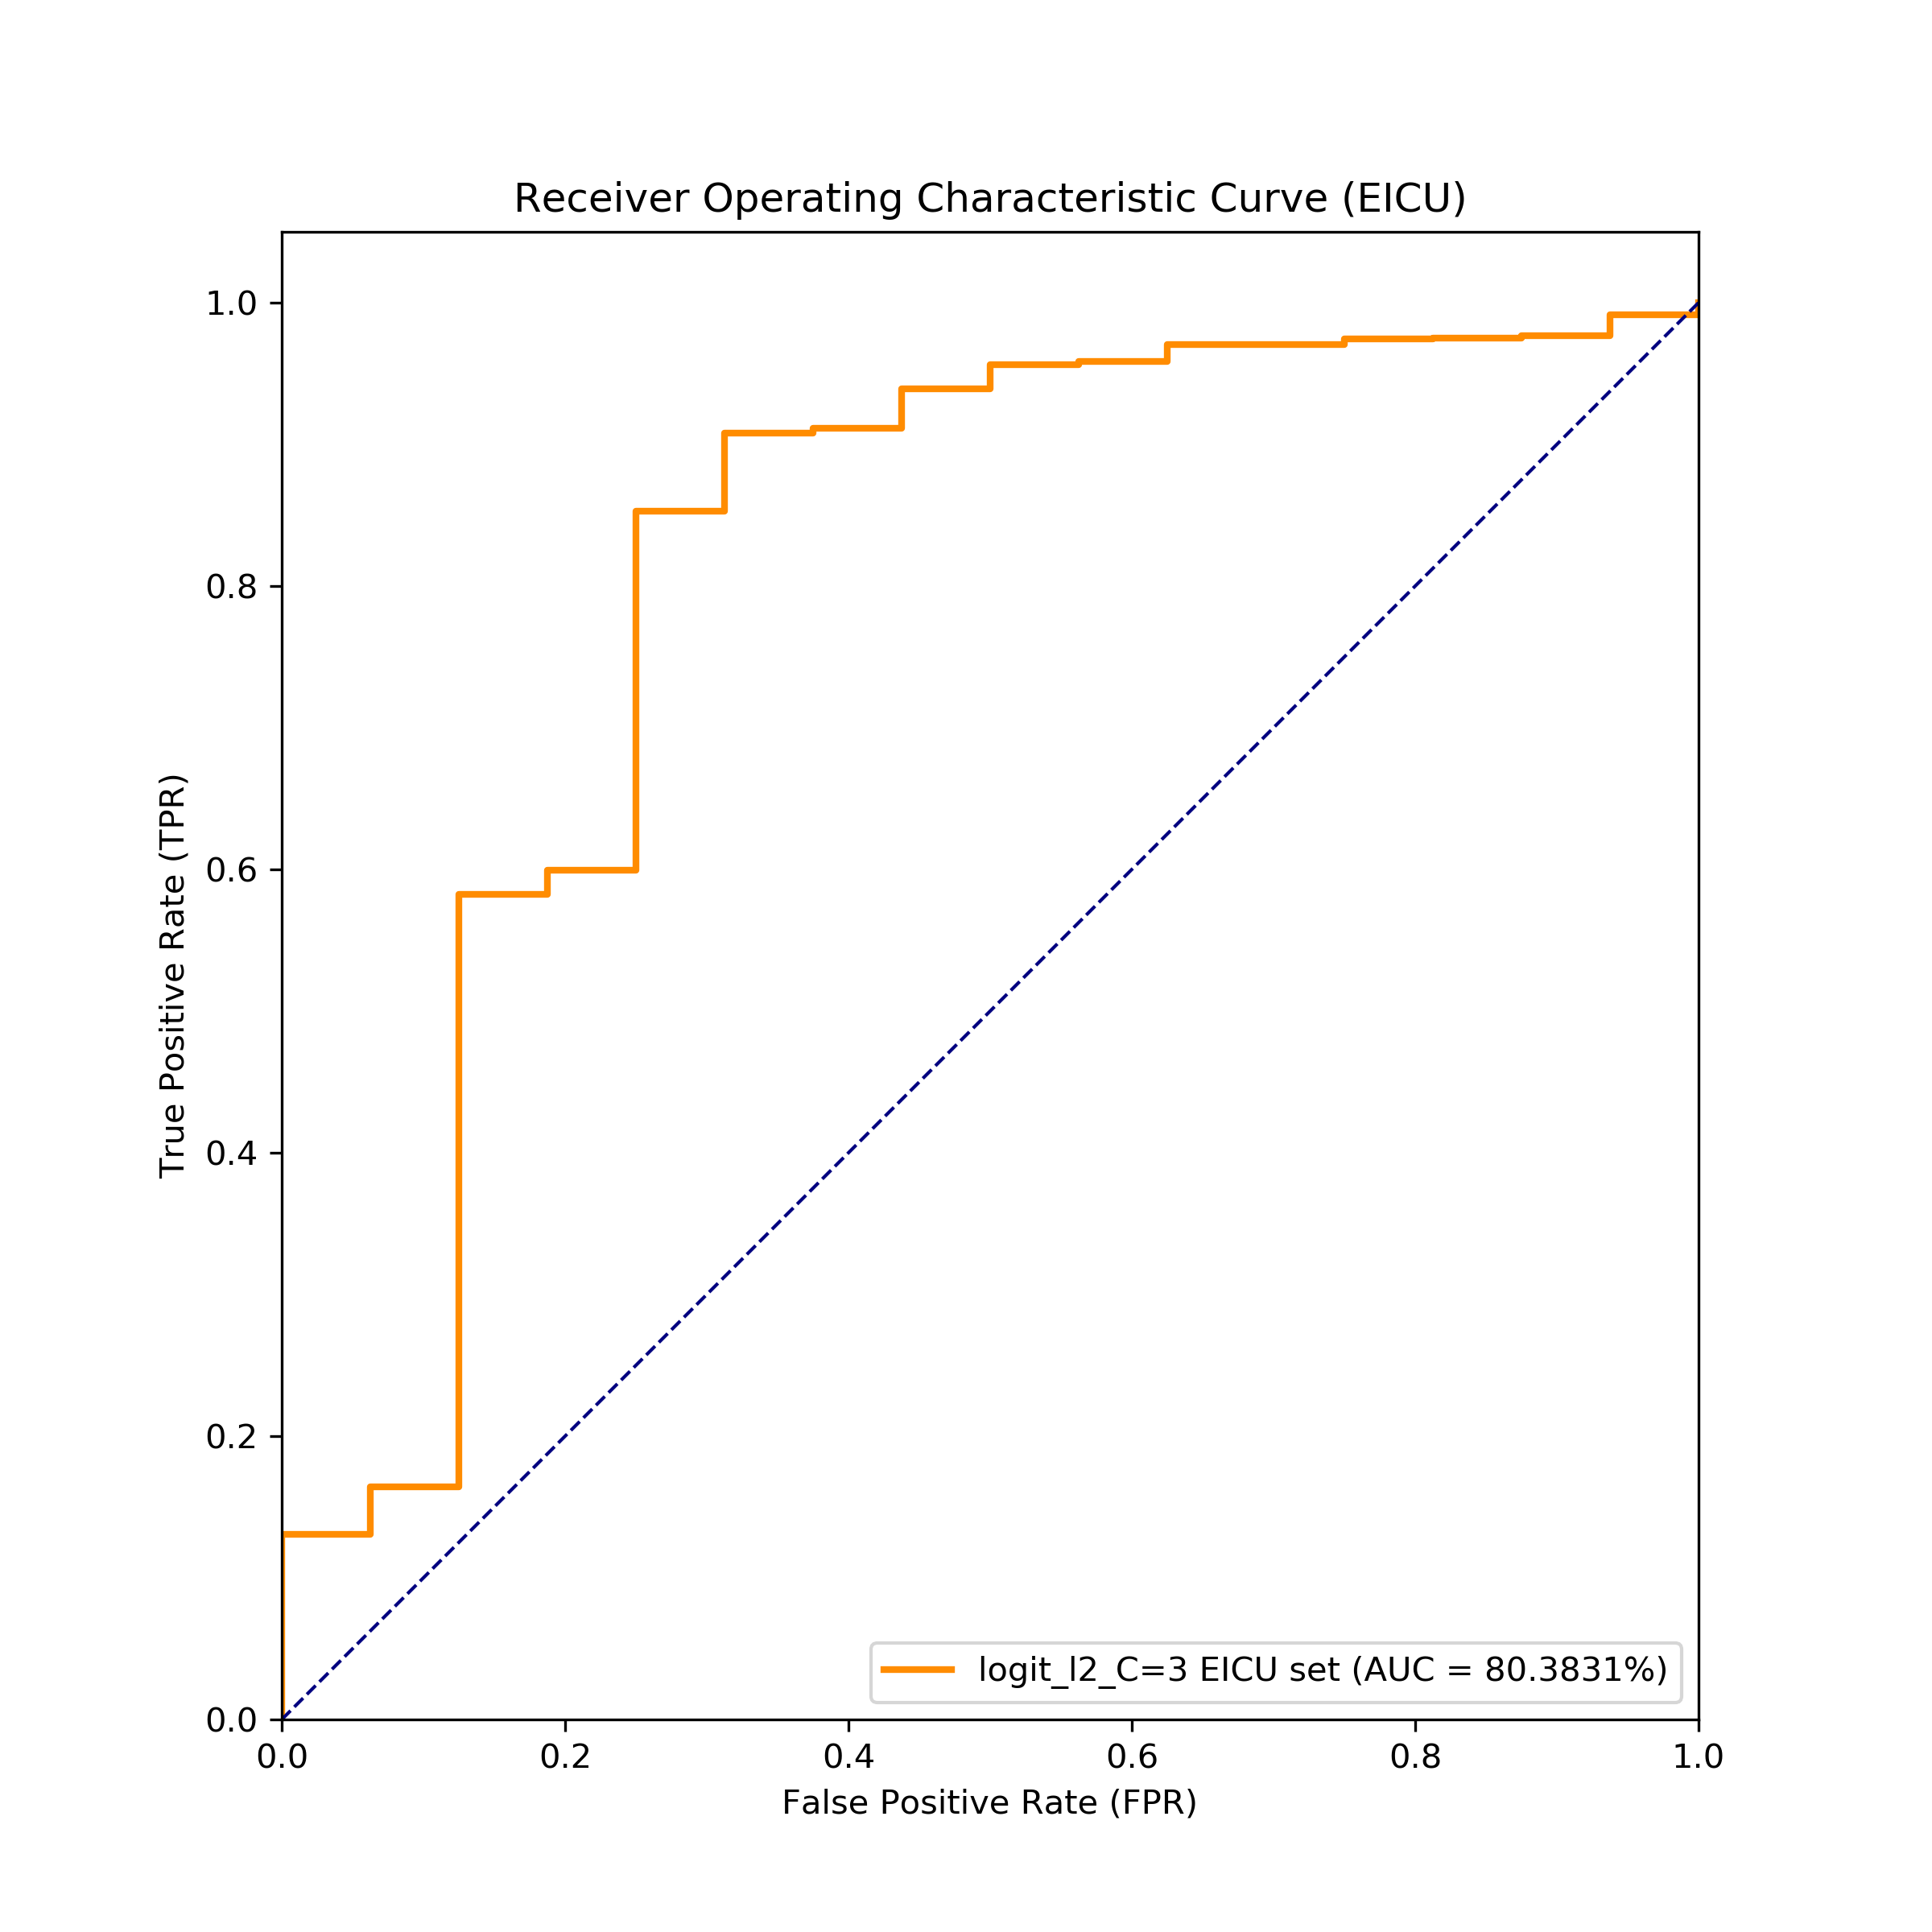 Receiver Operating Characteristic Curve (EICU)
1.0
0.8
0.6
0.4
0.2
0.0
True Positive Rate (TPR)
logit_l2_C=3 EICU set (AUC = 80.3831%)
0.0 0.2 0.4 0.6 0.8 1.0
False Positive Rate (FPR)